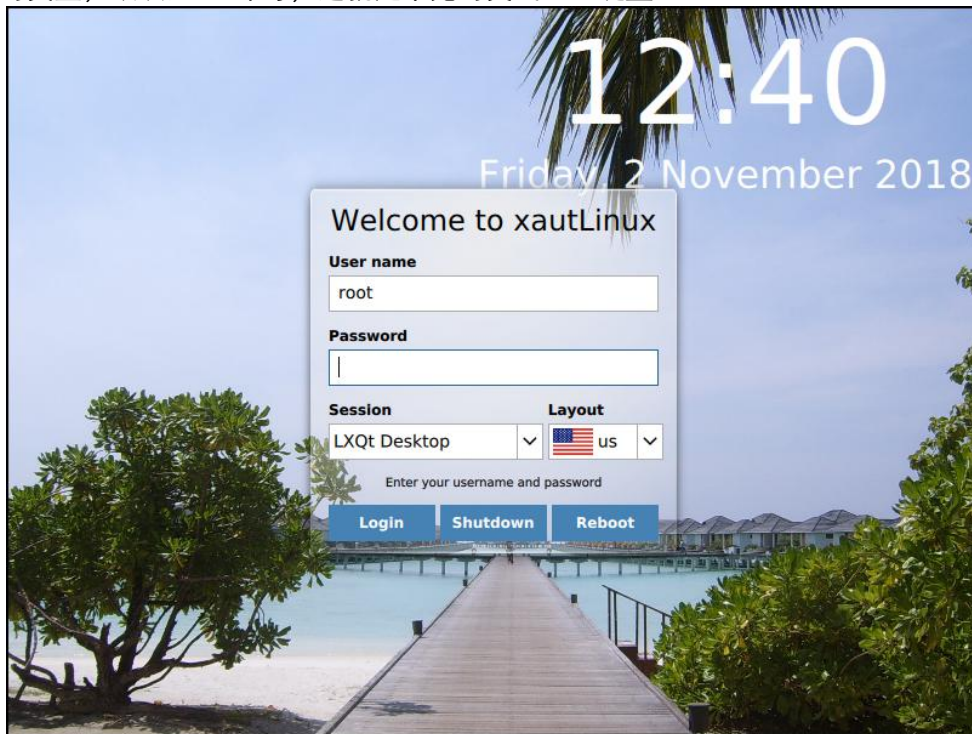 12:40
Friday, 2 November 2018
Welcome to xautLinux
User name
root
Password
Session Layout
LXQt Desktop us
Enter your username and password
Login Shutdown Reboot